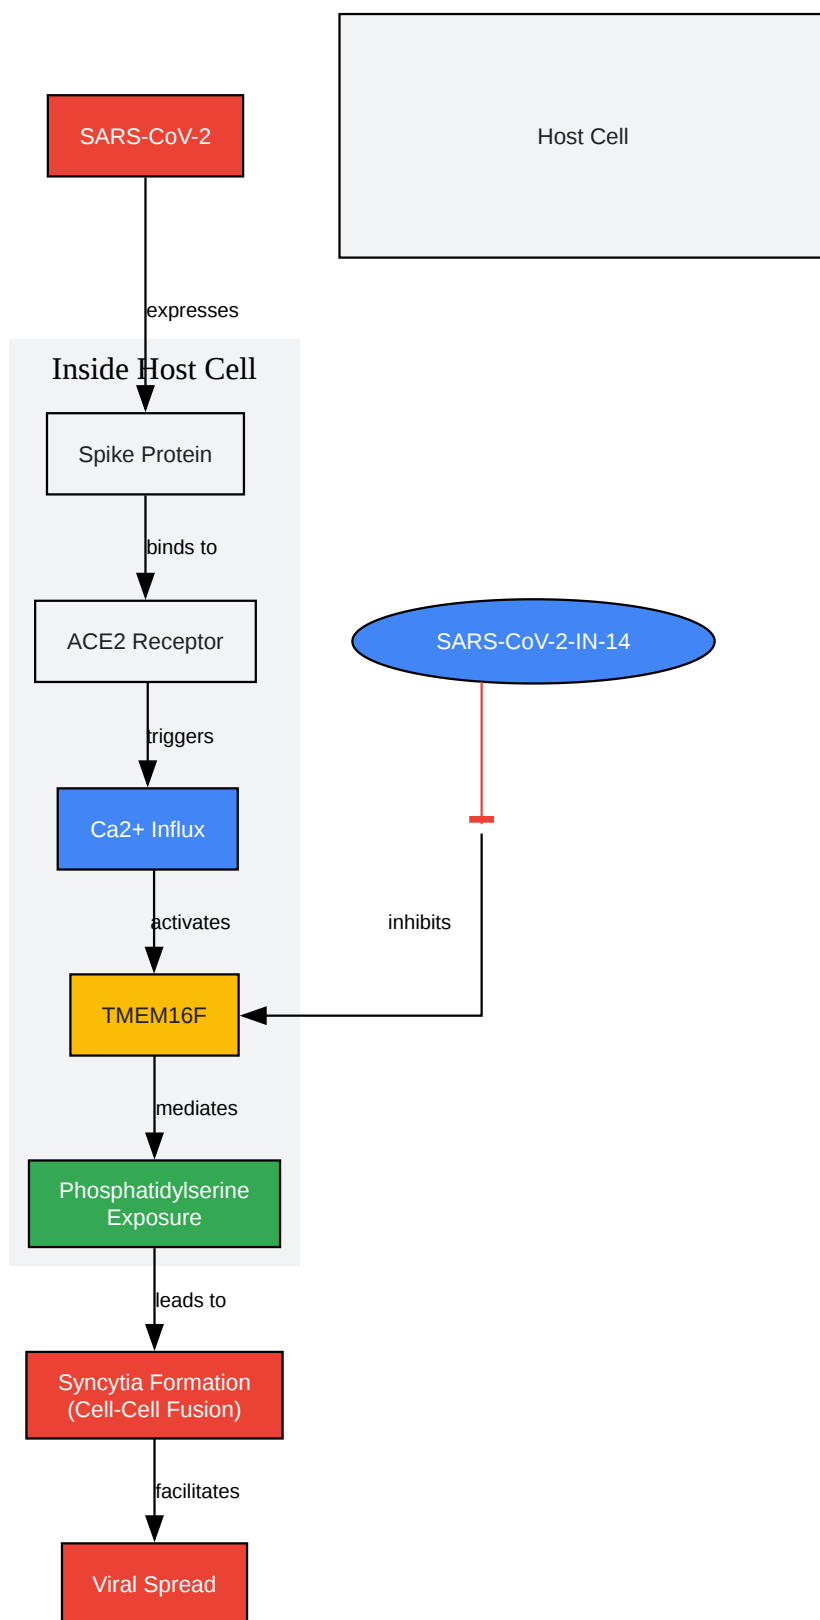 Host Cell
SARS-CoV-2
expresses
Inside Host Cell
Spike Protein
binds to
ACE2 Receptor
SARS-CoV-2-IN-14
triggers
Ca2+ Influx
activates
inhibits
TMEM16F
mediates
Phosphatidylserine
Exposure
leads to
Syncytia Formation
(Cell-Cell Fusion)
facilitates
Viral Spread